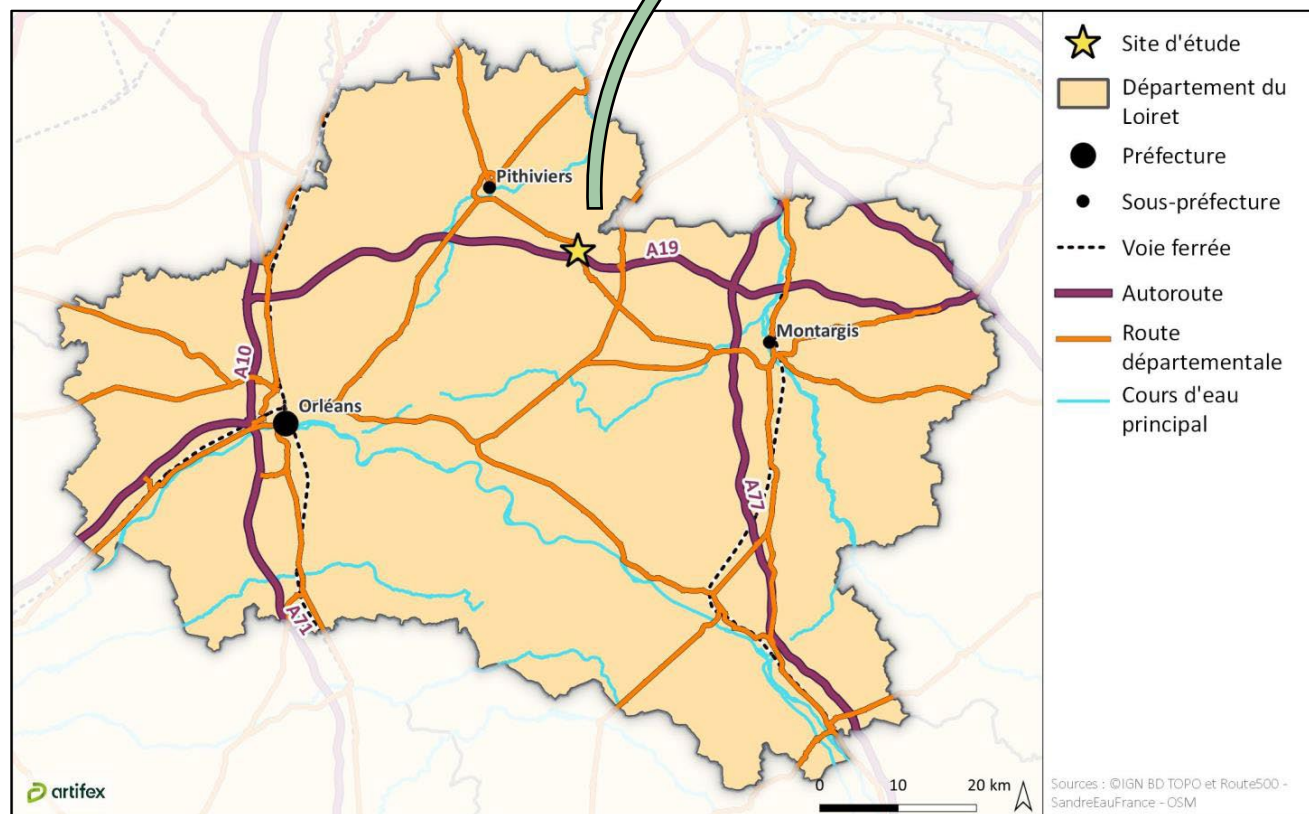 Site d'étude
Département du
Loiret
Préfecture
Sous-préfecture
Voie ferrée
Autoroute
Route
départementale
Cours d'eau
principal
Pithiviers
A19
Montargis
A10
Orléans
A77
A71
artifex
0 10 20 km
Sources : ©IGN BD TOPO et Route500 -
SandreEauFrance - OSM